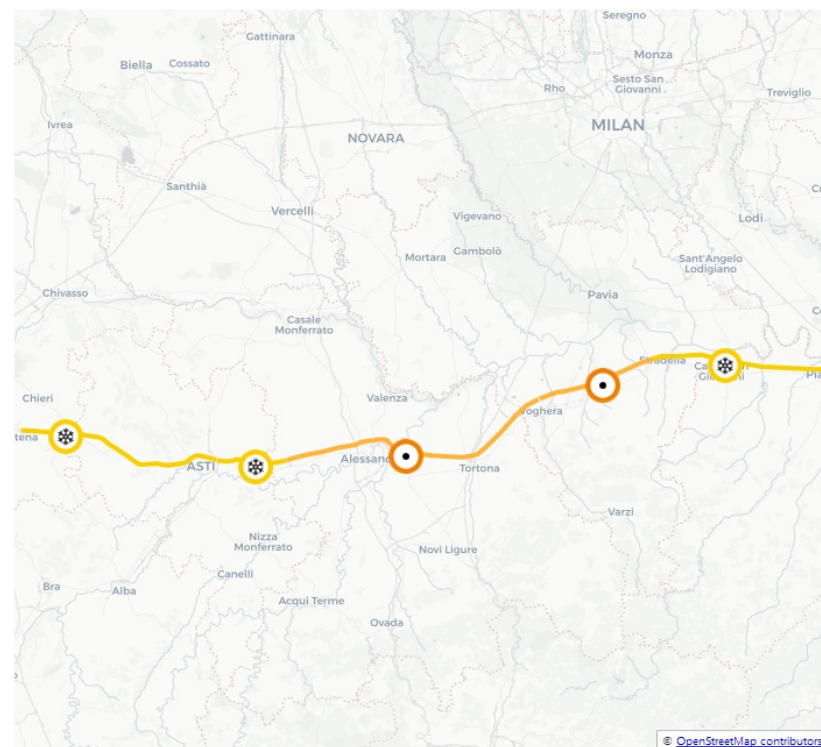 Seregno
Gattinara
Monza
Biella
Cossato
Sesto San
Giovanni
Rho
Treviglio
Ivrea
MILAN
NOVARA
Santhià
Vercelli
Vigevano
Lodi
Gambolò
Mortara
Sant'Angelo
Lodigiano
Chivasso
Pavia
Casale
Monferrato
Stradella
Chieri
Valenza
Voghera
ASTI
Tortona
Varzi
Nizza
Monferrato
Novi Ligure
Canelli
Bra
Alba
Acqui Terme
Ovada
© OpenStreetMap contributors